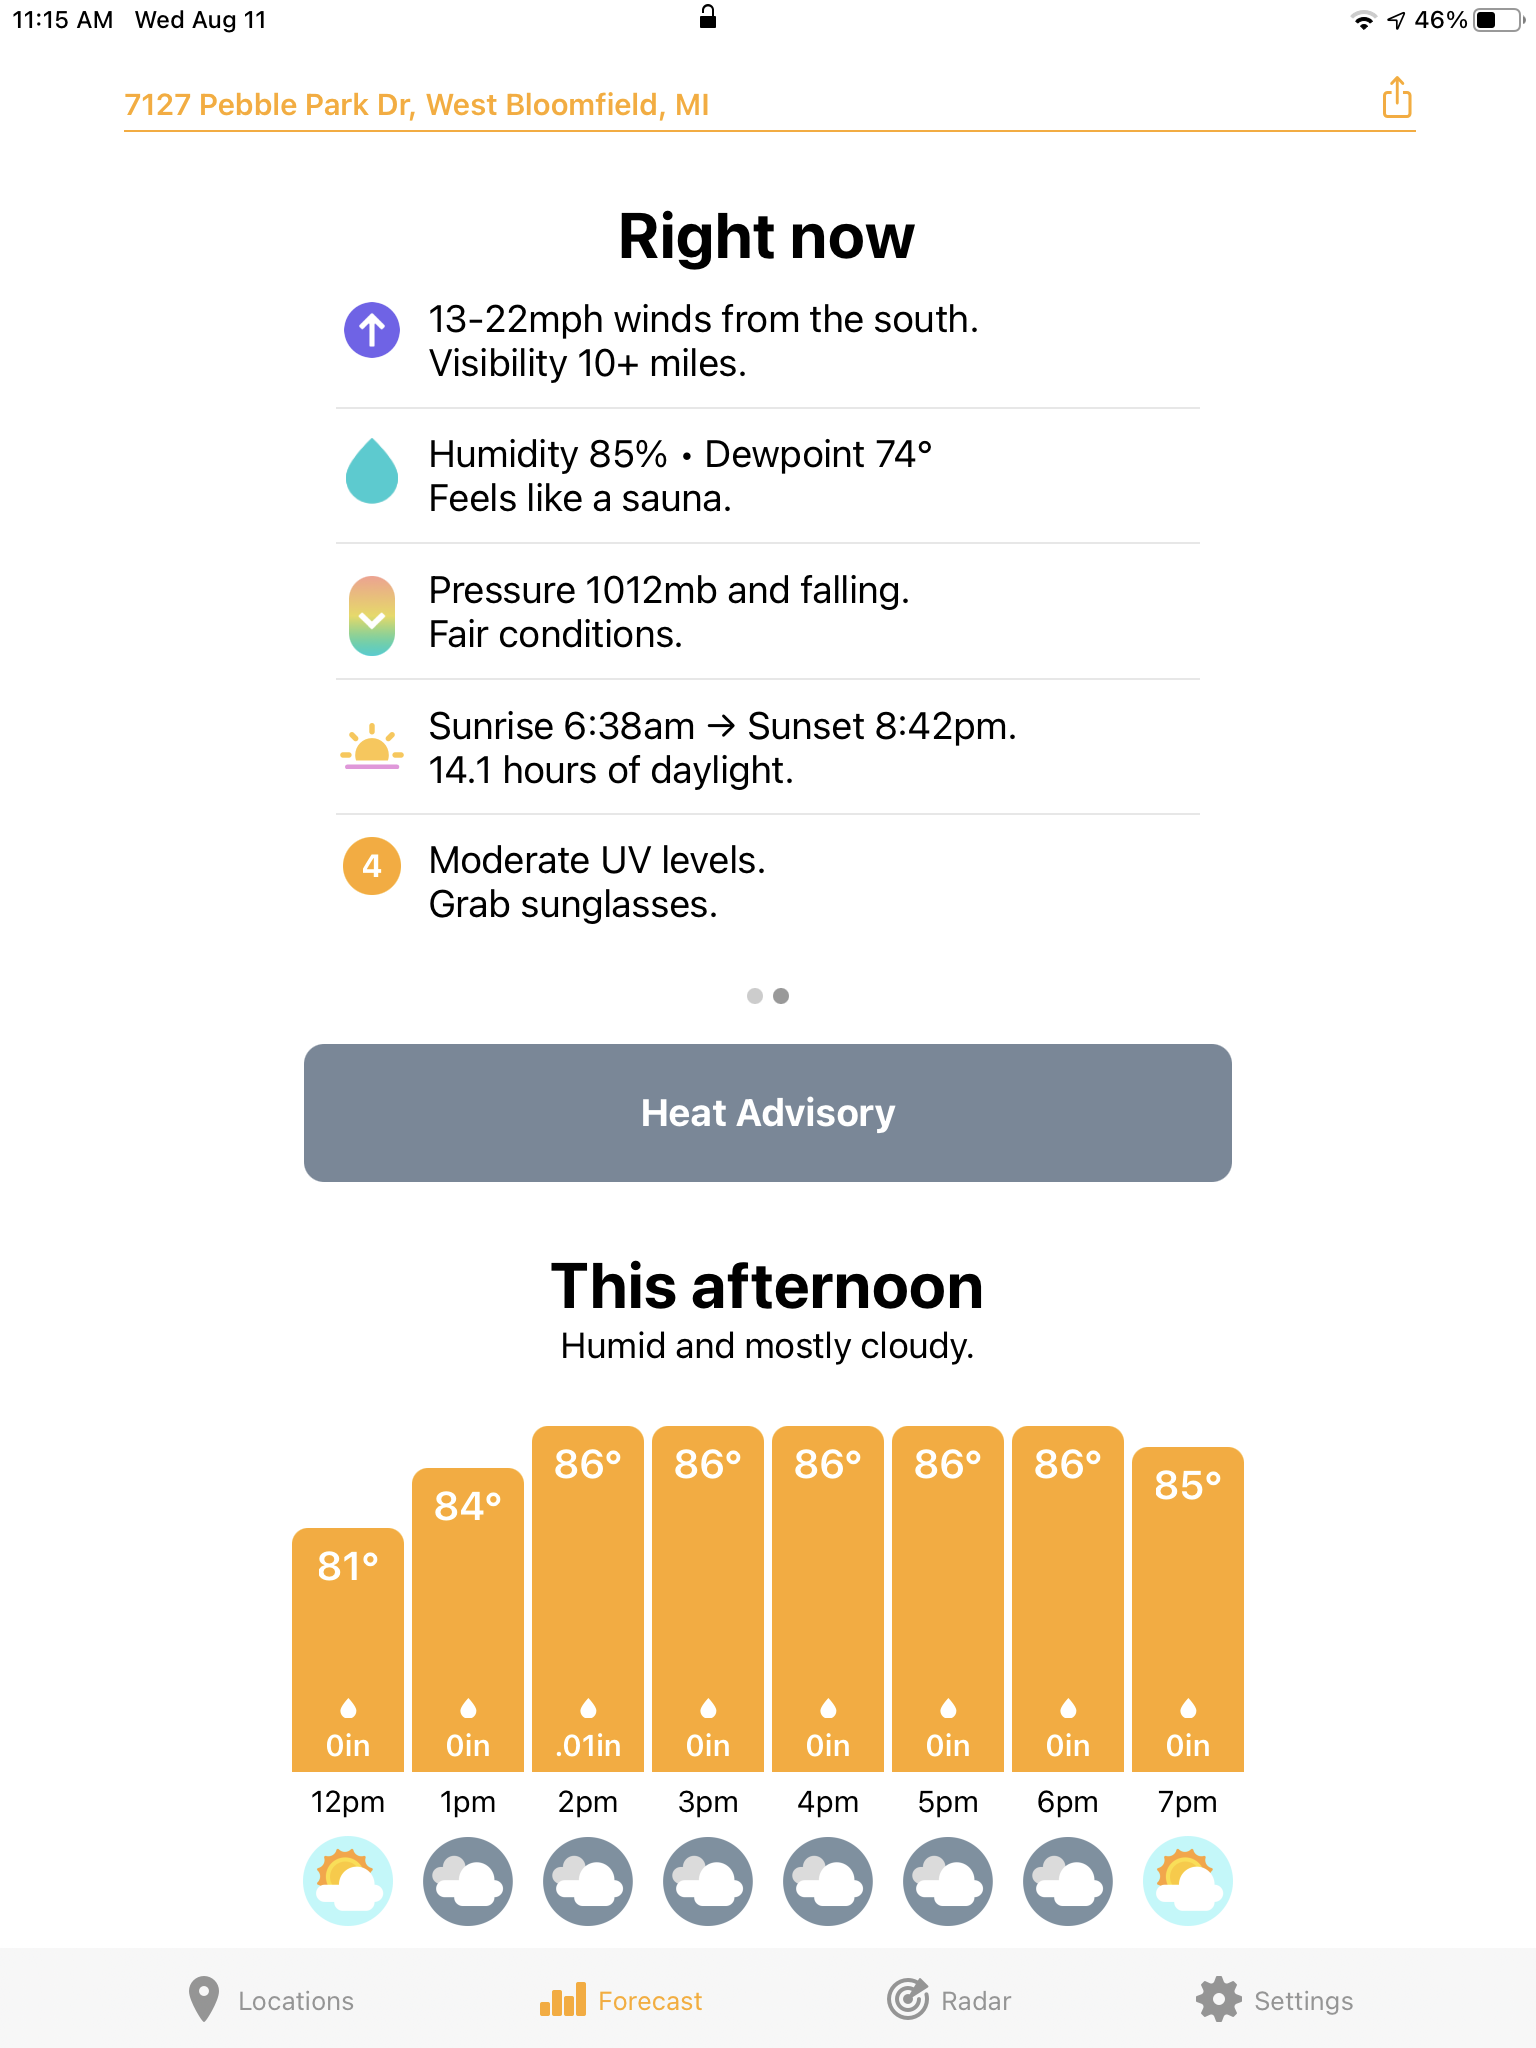 11:15 AM Wed Aug 11 46%
7127 Pebble Park Dr, West Bloomfield, MI
Right now
13-22mph winds from the south.
Visibility 10+ miles.
Humidity 85% • Dewpoint 74°
Feels like a sauna.
Pressure 1012mb and falling.
Fair conditions.
Sunrise 6:38am → Sunset 8:42pm.
14.1 hours of daylight.
4 Moderate UV levels.
Grab sunglasses.
Heat Advisory
This afternoon
Humid and mostly cloudy.
81° 84° 86° 86° 86° 86° 86° 85°
0in 0in .01in 0in 0in 0in 0in 0in
12pm 1pm 2pm 3pm 4pm 5pm 6pm 7pm
Locations Forecast Radar Settings